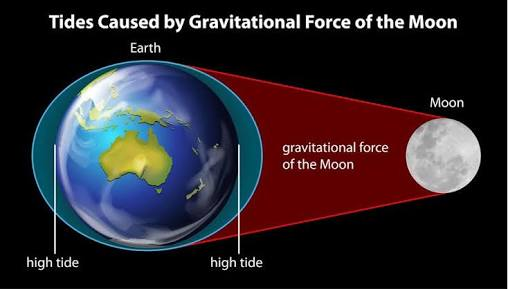 Tides Caused by Gravitational Force of the Moon
Earth
Moon
gravitational force
of the Moon
high tide
high tide